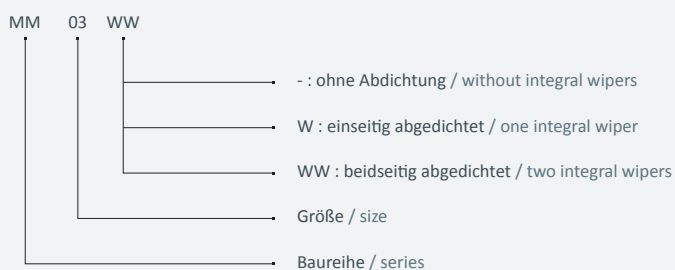 MM 03 WW
- : ohne Abdichtung / without integral wipers
W : einseitig abgedichtet / one integral wiper
WW : beidseitig abgedichtet / two integral wipers
Größe / size
Baureihe / series